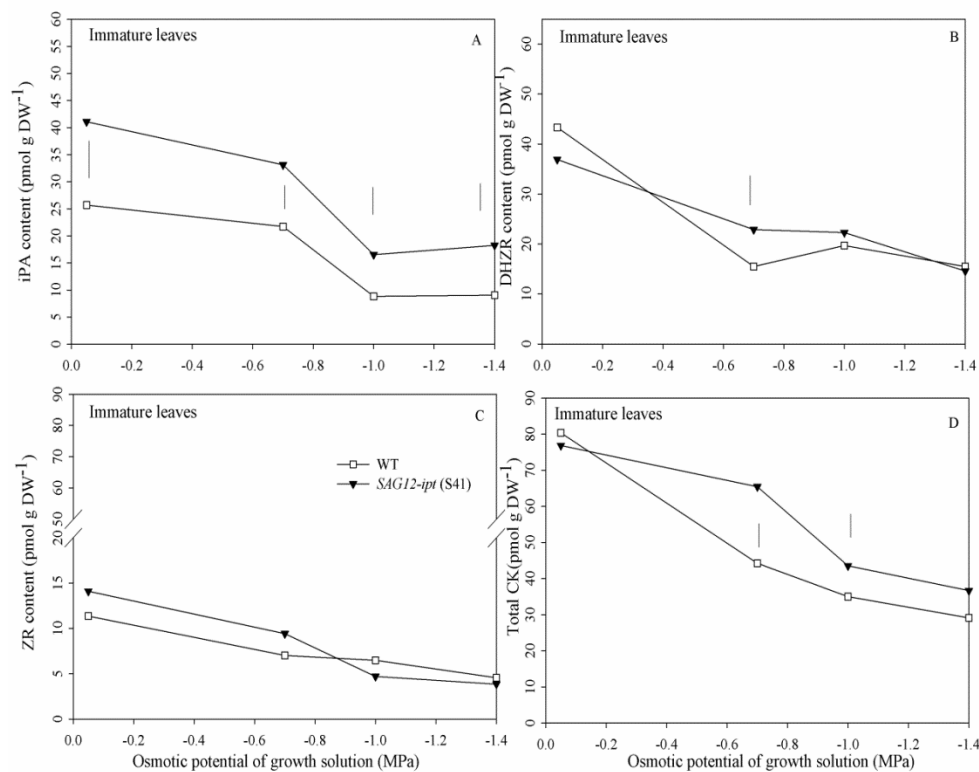 Immature leaves
A
iPA content (pmol g DW-1)
60
55
50
45
40
35
30
25
20
15
10
5
0
0.0 -0.2 -0.4 -0.6 -0.8 -1.0 -1.2 -1.4
Immature leaves
B
DHZR content (pmol g DW-1)
60
50
40
30
20
10
0
0.0 -0.2 -0.4 -0.6 -0.8 -1.0 -1.2 -1.4
Immature leaves
C
WT
SAG12-ipt (S41)
ZR content (pmol g DW-1)
90
80
70
60
50
20
15
10
5
0
0.0 -0.2 -0.4 -0.6 -0.8 -1.0 -1.2 -1.4
Osmotic potential of growth solution (MPa)
Immature leaves
D
Total CK(pmol g DW-1)
90
80
70
60
50
40
30
20
10
0
0.0 -0.2 -0.4 -0.6 -0.8 -1.0 -1.2 -1.4
Osmotic potential of growth solution (MPa)